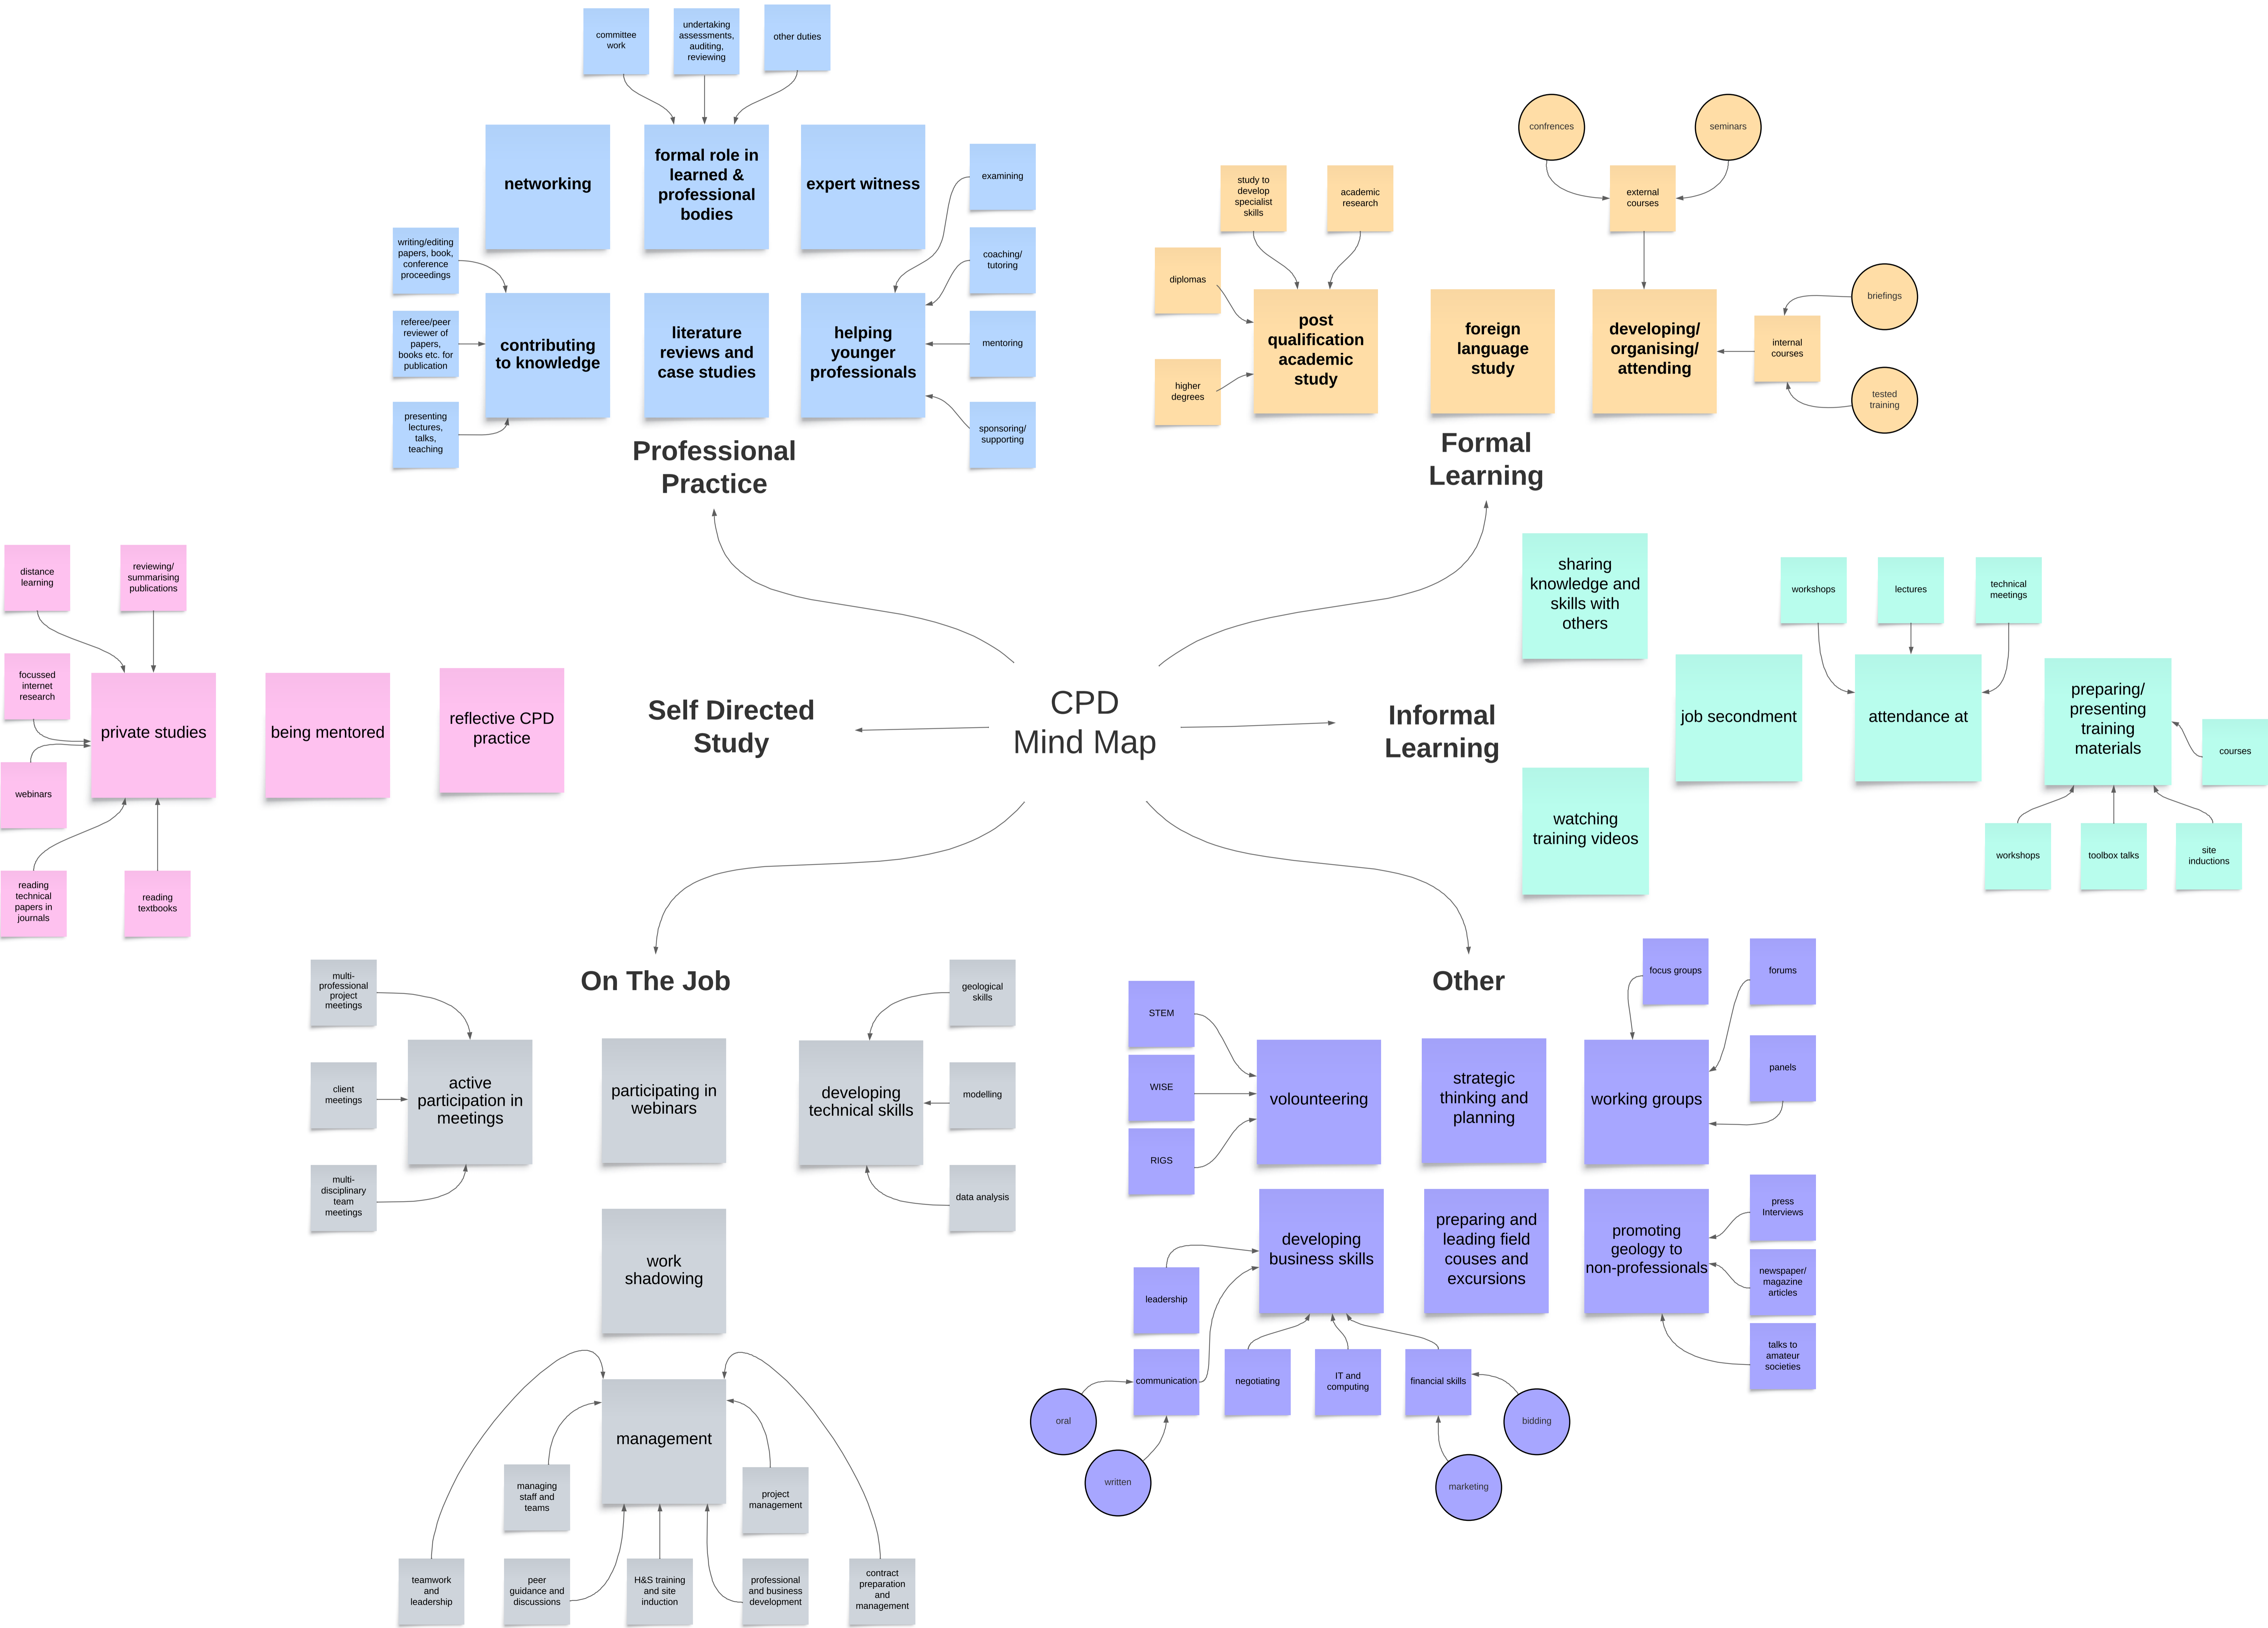 committee
work
undertaking
assessments,
auditing,
reviewing
other duties
networking
formal role in
learned &
professional
bodies
expert witness
examining
coaching/
tutoring
mentoring
sponsoring/
supporting
writing/editing
papers, book,
conference
proceedings
referee/peer
reviewer of
papers,
books etc. for
publication
presenting
lectures,
talks,
teaching
contributing
to knowledge
literature
reviews and
case studies
helping
younger
professionals
Professional
Practice
confrences
seminars
external
courses
study to
develop
specialist
skills
academic
research
diplomas
higher
degrees
post
qualification
academic
study
foreign
language
study
developing/
organising/
attending
internal
courses
briefings
tested
training
Formal
Learning
distance
learning
reviewing/
summarising
publications
focussed
internet
research
webinars
reading
technical
papers in
journals
reading
textbooks
private studies
being mentored
reflective CPD
practice
Self Directed
Study
CPD
Mind Map
Informal
Learning
sharing
knowledge and
skills with
others
watching
training videos
job secondment
workshops
lectures
technical
meetings
attendance at
preparing/
presenting
training
materials
courses
workshops
toolbox talks
site
inductions
On The Job
multi-
professional
project
meetings
client
meetings
multi-
disciplinary
team
meetings
active
participation in
meetings
participating in
webinars
developing
technical skills
geological
skills
modelling
data analysis
work
shadowing
management
managing
staff and
teams
project
management
teamwork
and
leadership
peer
guidance and
discussions
H&S training
and site
induction
professional
and business
development
contract
preparation
and
management
Other
STEM
WISE
RIGS
volounteering
strategic
thinking and
planning
working groups
focus groups
forums
panels
developing
business skills
preparing and
leading field
couses and
excursions
promoting
geology to
non-professionals
press
Interviews
newspaper/
magazine
articles
talks to
amateur
societies
leadership
communication
negotiating
IT and
computing
financial skills
oral
written
bidding
marketing